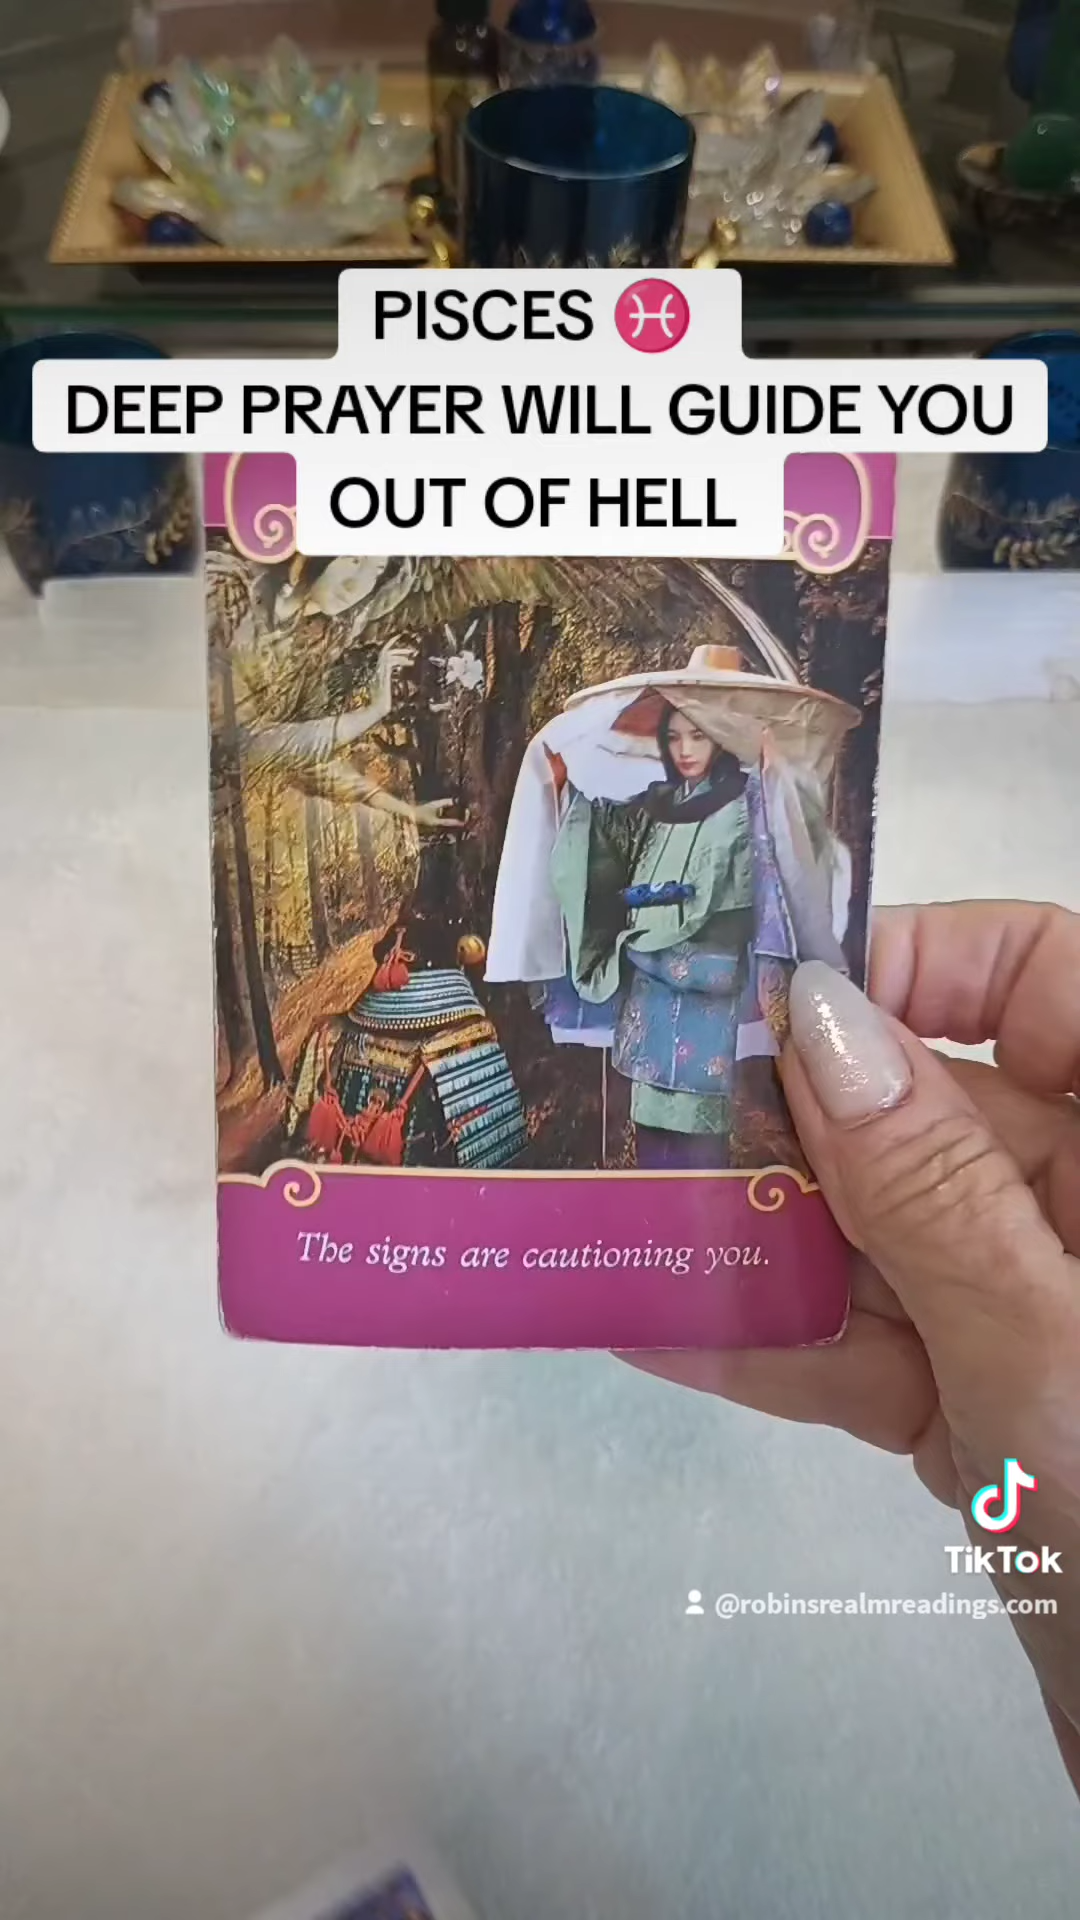 PISCES ♓
DEEP PRAYER WILL GUIDE YOU
OUT OF HELL
The signs are cautioning you.
TikTok
@robinsrealmreadings.com